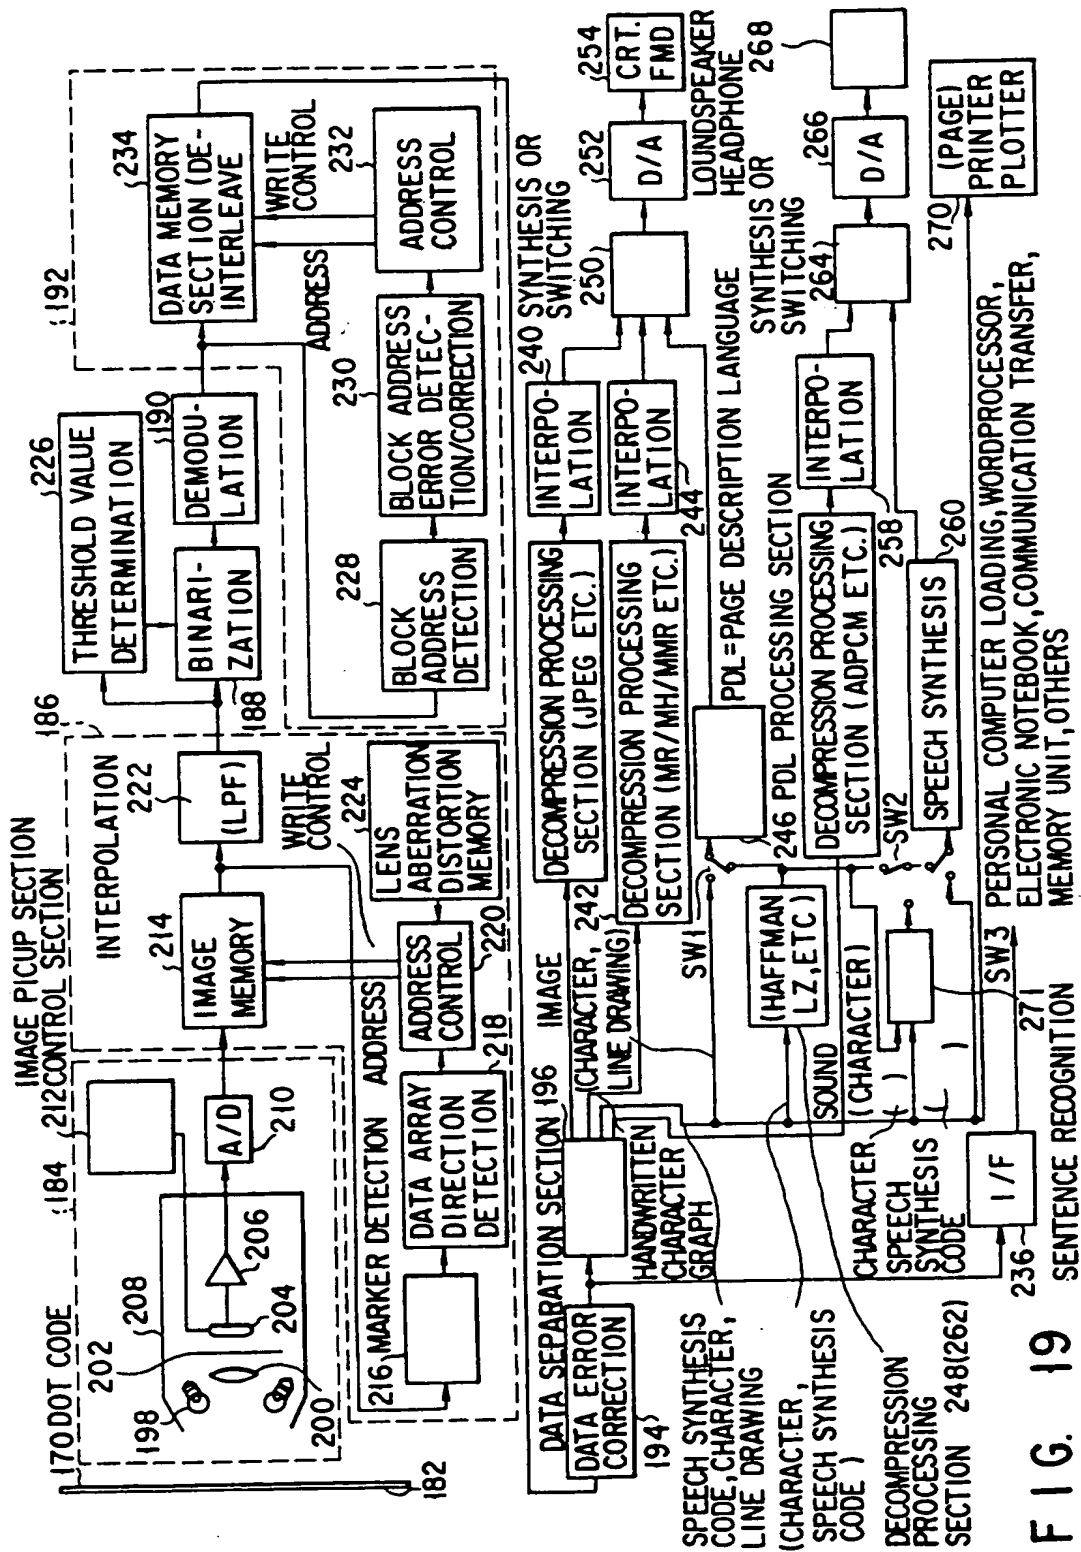 IMAGE PICUP SECTION
170 DOT CODE
184
212 CONTROL SECTION
INTERPOLATION
186
226
THRESHOLD VALUE
DETERMINATION
192
208
202
198
200
204
206
A/D
210
182
214
IMAGE
MEMORY
222
(LPF)
WRITE
CONTROL
224
LENS
ABERRATION
DISTORTION
MEMORY
ADDRESS
ADDRESS
CONTROL
220
218
DATA ARRAY
DIRECTION
DETECTION
216 MARKER DETECTION
BINARI-
ZATION
188
190
DEMODU-
LATION
234
DATA MEMORY
SECTION (DE-
INTERLEAVE
WRITE
CONTROL
ADDRESS
232
ADDRESS
CONTROL
230
BLOCK ADDRESS
ERROR DETEC-
TION/CORRECTION
228
BLOCK
ADDRESS
DETECTION
DATA SEPARATION SECTION 196
DATA ERROR
CORRECTION
194
HANDWRITTEN
CHARACTER
GRAPH
IMAGE
(CHARACTER,
LINE DRAWING)
242
DECOMPRESSION PROCESSING
SECTION (JPEG ETC.)
DECOMPRESSION PROCESSING
SECTION (MR/MH/MMR ETC.)
INTERPO-
LATION
240
INTERPO-
LATION
244
SYNTHESIS OR
SWITCHING
250
252
D/A
254
CRT.
FMD
LOUNDSPEAKER
HEADPHONE
PDL=PAGE DESCRIPTION LANGUAGE
SW1
246 PDL PROCESSING SECTION
(HAFFMAN
LZ,ETC)
SOUND
DECOMPRESSION PROCESSING
SECTION (ADPCM ETC.)
INTERPO-
LATION
258
SYNTHESIS OR
SWITCHING
264
266
D/A
268
SW2
SPEECH SYNTHESIS
260
(CHARACTER)
CHARACTER
SPEECH
SYNTHESIS
CODE
( )
( )
271
SW3
270
(PAGE)
PRINTER
PLOTTER
I/F
236
SENTENCE RECOGNITION
PERSONAL COMPUTER LOADING, WORDPROCESSOR,
ELECTRONIC NOTEBOOK, COMMUNICATION TRANSFER,
MEMORY UNIT, OTHERS
SPEECH SYNTHESIS
CODE, CHARACTER,
LINE DRAWING
(CHARACTER,
SPEECH SYNTHESIS
CODE )
DECOMPRESSION
PROCESSING
SECTION 248(262)
FIG. 19